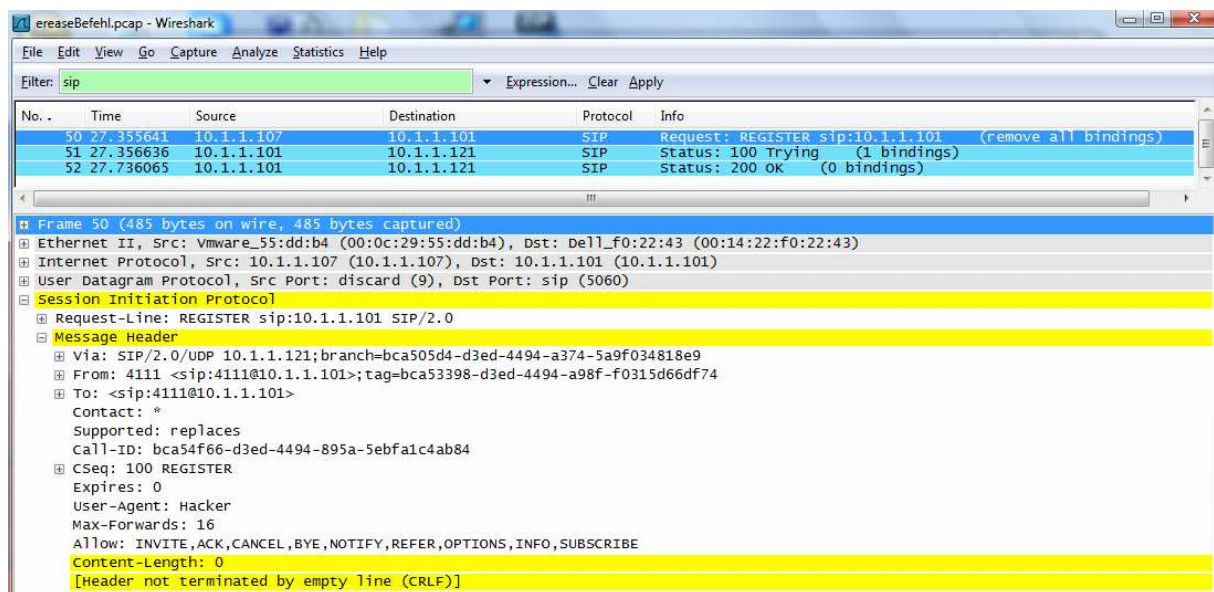 ereaseBefehl.pcap - Wireshark
File Edit View Go Capture Analyze Statistics Help
Filter: sip Expression... Clear Apply
No. . Time Source Destination Protocol Info
50 27.355641 10.1.1.107 10.1.1.101 SIP Request: REGISTER sip:10.1.1.101 (remove all bindings)
51 27.356636 10.1.1.101 10.1.1.121 SIP Status: 100 Trying (1 bindings)
52 27.736065 10.1.1.101 10.1.1.121 SIP Status: 200 OK (0 bindings)
Frame 50 (485 bytes on wire, 485 bytes captured)
Ethernet II, Src: Vmware_55:dd:b4 (00:0c:29:55:dd:b4), Dst: Dell_f0:22:43 (00:14:22:f0:22:43)
Internet Protocol, Src: 10.1.1.107 (10.1.1.107), Dst: 10.1.1.101 (10.1.1.101)
User Datagram Protocol, Src Port: discard (9), Dst Port: sip (5060)
Session Initiation Protocol
Request-Line: REGISTER sip:10.1.1.101 SIP/2.0
Message Header
Via: SIP/2.0/UDP 10.1.1.121;branch=bca505d4-d3ed-4494-a374-5a9f034818e9
From: 4111 <sip:4111@10.1.1.101>;tag=bca53398-d3ed-4494-a98f-f0315d66df74
To: <sip:4111@10.1.1.101>
Contact: *
Supported: replaces
Call-ID: bca54f66-d3ed-4494-895a-5ebfa1c4ab84
CSeq: 100 REGISTER
Expires: 0
User-Agent: Hacker
Max-Forwards: 16
Allow: INVITE,ACK,CANCEL,BYE,NOTIFY,REFER,OPTIONS,INFO,SUBSCRIBE
Content-Length: 0
[Header not terminated by empty line (CRLF)]